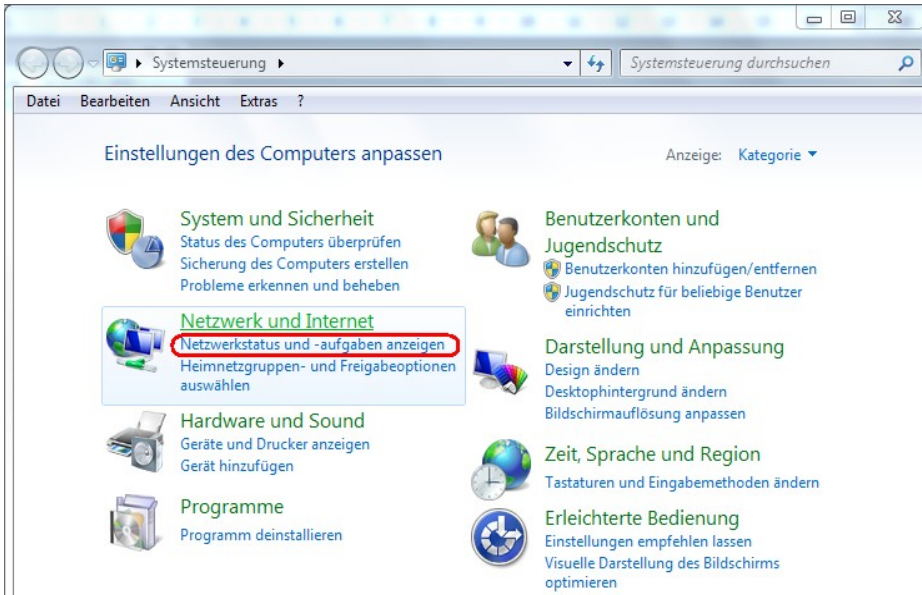 Systemsteuerung
Systemsteuerung durchsuchen
Datei Bearbeiten Ansicht Extras ?
Einstellungen des Computers anpassen
Anzeige: Kategorie
System und Sicherheit
Status des Computers überprüfen
Sicherung des Computers erstellen
Probleme erkennen und beheben
Netzwerk und Internet
Netzwerkstatus und -aufgaben anzeigen
Heimnetzgruppen- und Freigabeoptionen
auswählen
Hardware und Sound
Geräte und Drucker anzeigen
Gerät hinzufügen
Programme
Programm deinstallieren
Benutzerkonten und
Jugendschutz
Benutzerkonten hinzufügen/entfernen
Jugendschutz für beliebige Benutzer
einrichten
Darstellung und Anpassung
Design ändern
Desktophintergrund ändern
Bildschirmauflösung anpassen
Zeit, Sprache und Region
Tastaturen und Eingabemethoden ändern
Erleichterte Bedienung
Einstellungen empfehlen lassen
Visuelle Darstellung des Bildschirms
optimieren